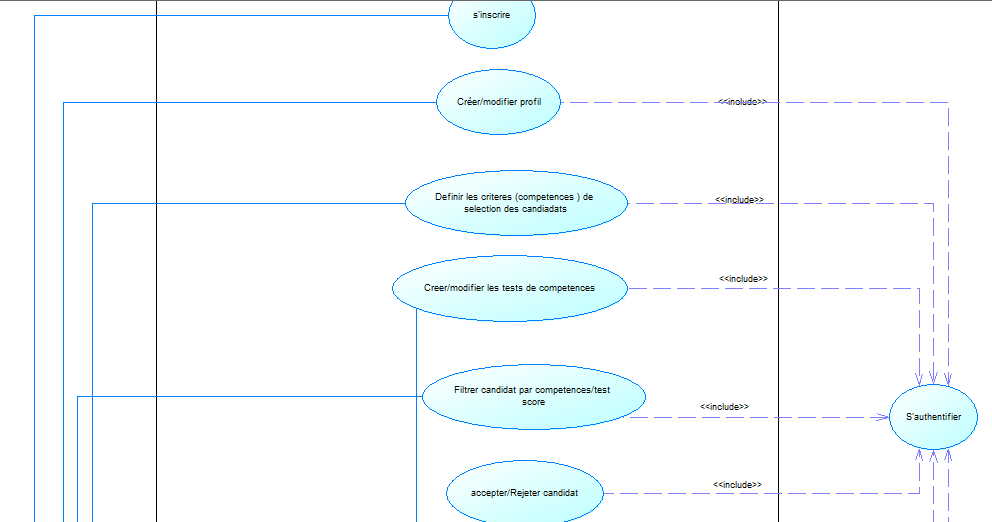 s'inscrire
Créer/modifier profil
<<include>>
Definir les criteres (competences ) de
selection des candiadats
<<include>>
Creer/modifier les tests de competences
<<include>>
Filtrer candidat par competences/test
score
<<include>>
S'authentifier
accepter/Rejeter candidat
<<include>>